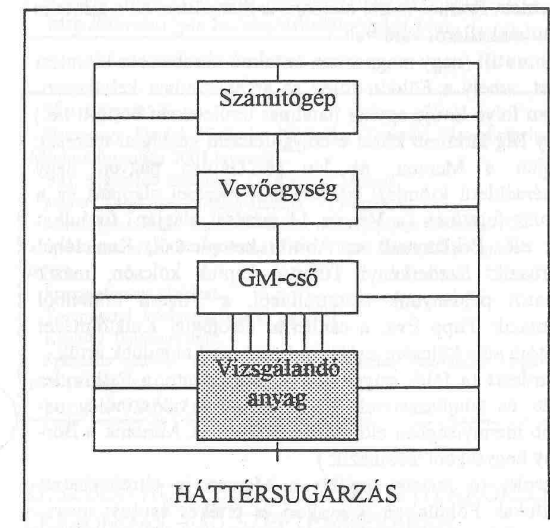 Számítógép
Vevőegység
GM-cső
Vizsgálandó
anyag
HÁTTÉRSUGÁRZÁS